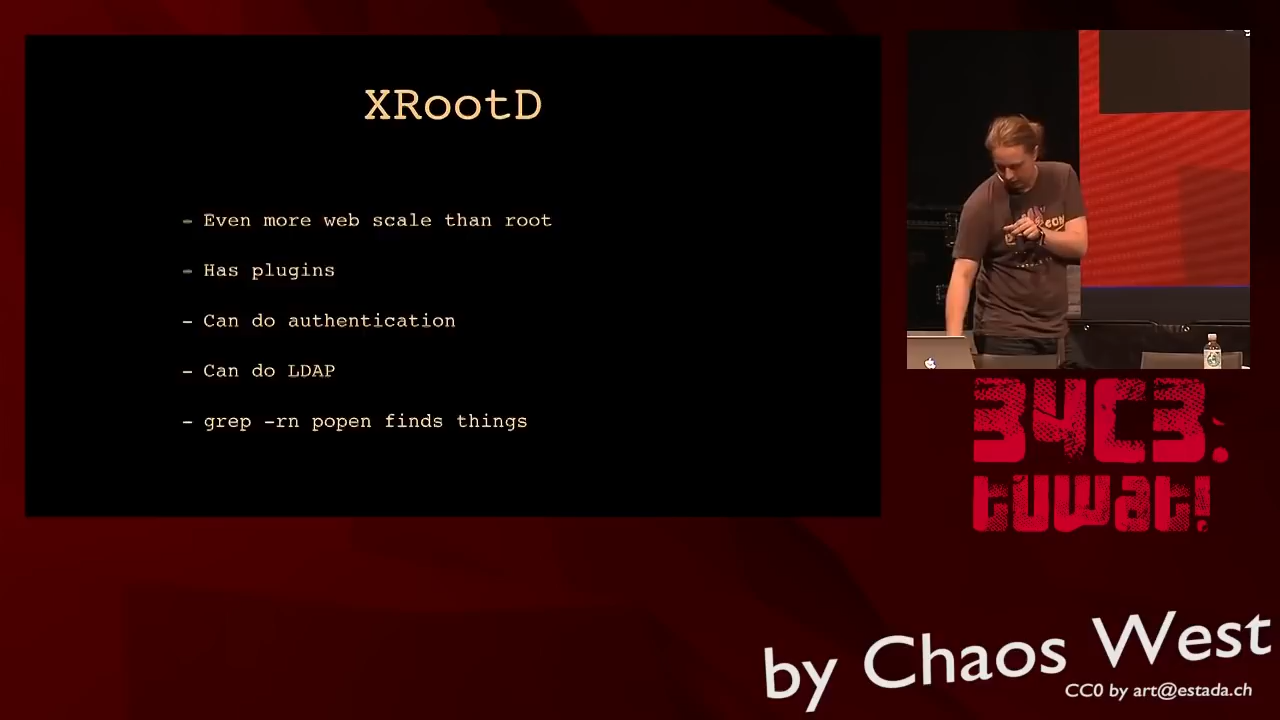 XRootD
- Even more web scale than root
- Has plugins
- Can do authentication
- Can do LDAP
- grep -rn popen finds things
34C3:
tuwat!
by Chaos West
CC0 by art@estada.ch